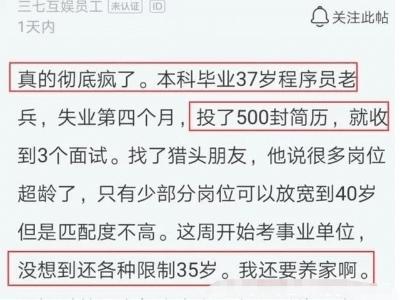 三七互娱员工 未认证 ID
1天内
关注此帖
真的彻底疯了。本科毕业37岁程序员老
兵，失业第四个月，投了500封简历，就收
到3个面试。找了猎头朋友，他说很多岗位
超龄了，只有少部分岗位可以放宽到40岁
但是匹配度不高。这周开始考事业单位，
没想到还各种限制35岁。我还要养家啊。